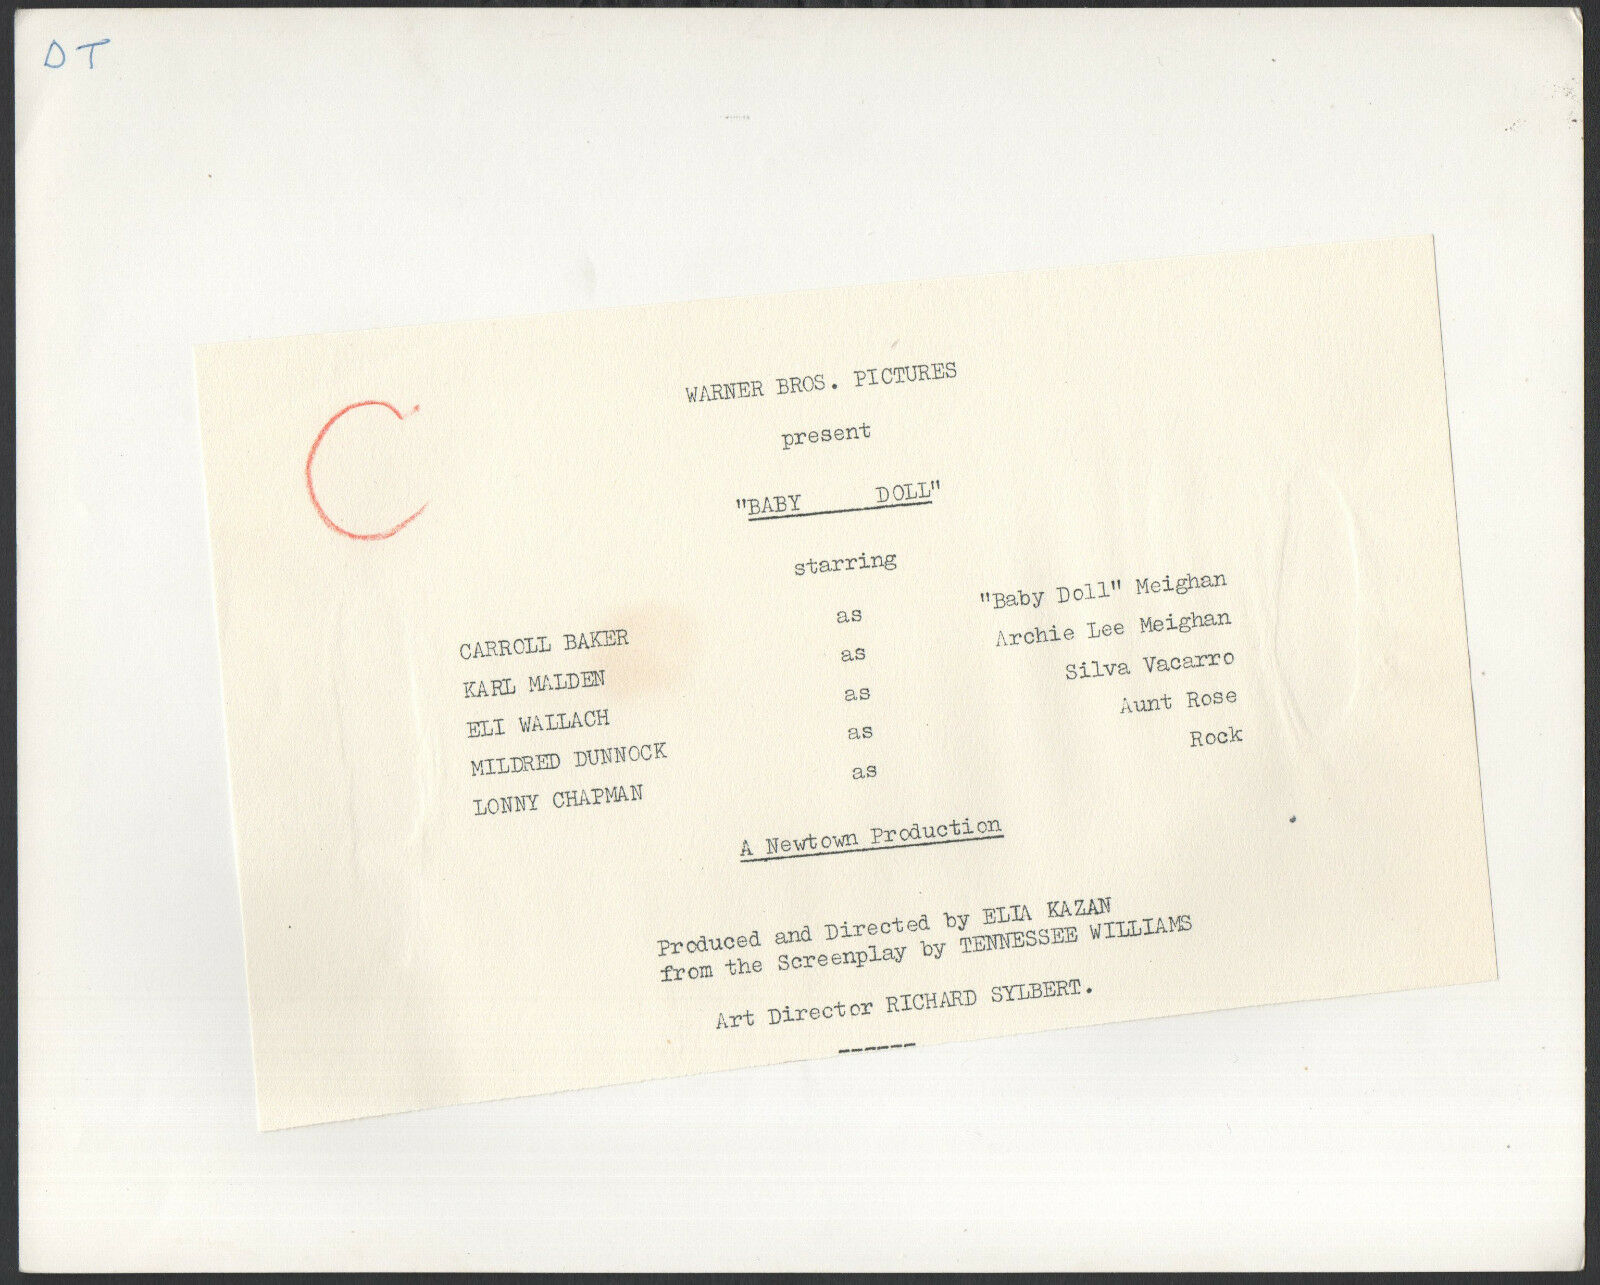 DT
C
WARNER BROS. PICTURES
present
"BABY DOLL"
starring
CARROLL BAKER as "Baby Doll" Meighan
KARL MALDEN as Archie Lee Meighan
ELI WALLACH as Silva Vacarro
MILDRED DUNNOCK as Aunt Rose
LONNY CHAPMAN as Rock
A Newtown Production
Produced and Directed by ELIA KAZAN
from the Screenplay by TENNESSEE WILLIAMS
Art Director RICHARD SYLBERT.
------